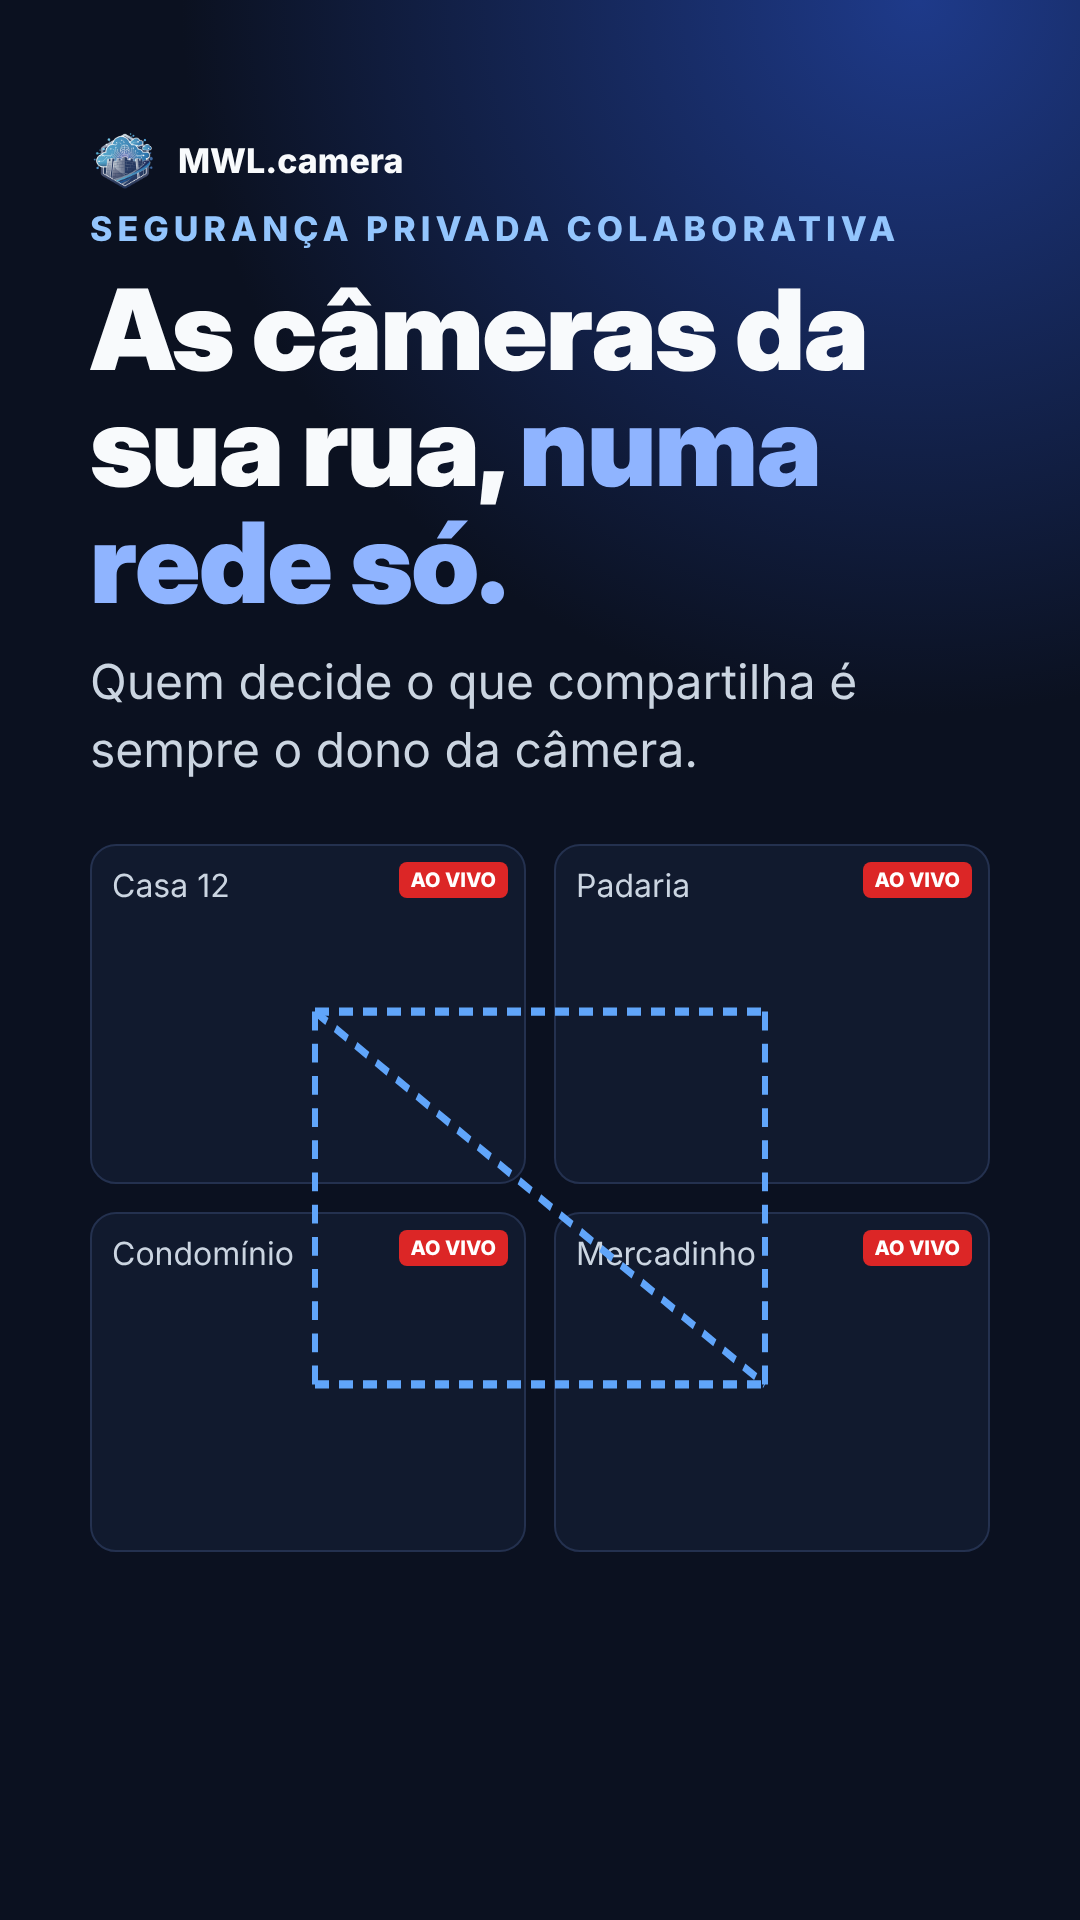 MWL.camera
SEGURANÇA PRIVADA COLABORATIVA
As câmeras da
sua rua, numa
rede só.
Quem decide o que compartilha é
sempre o dono da câmera.
Casa 12
AO VIVO
Padaria
AO VIVO
Condomínio
AO VIVO
Mercadinho
AO VIVO